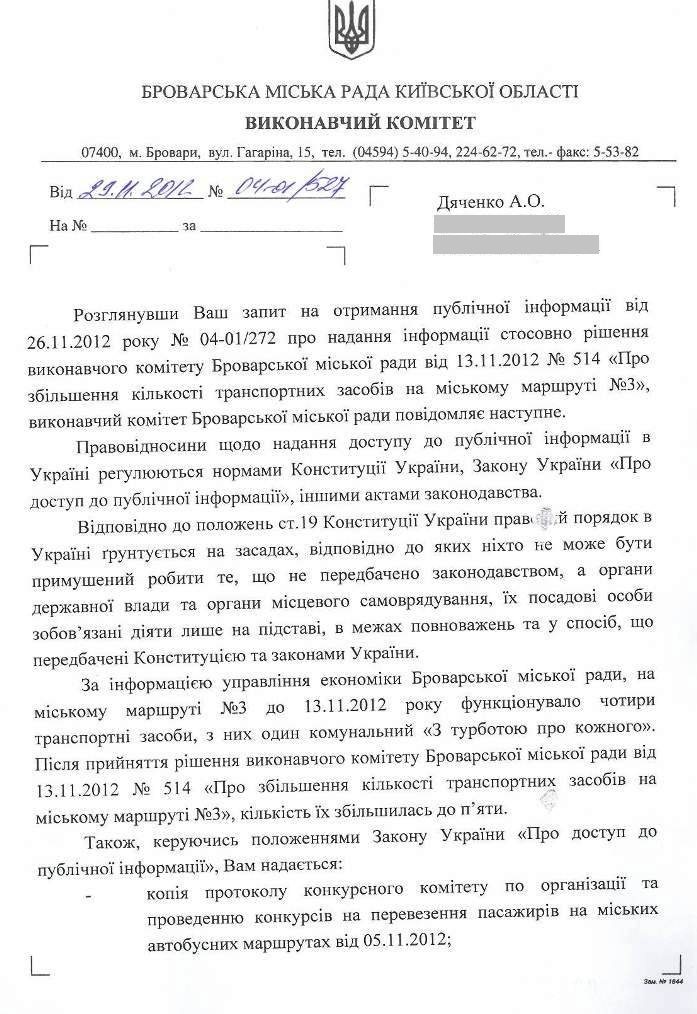 БРОВАРСЬКА МІСЬКА РАДА КИЇВСЬКОЇ ОБЛАСТІ
ВИКОНАВЧИЙ КОМІТЕТ
07400, м. Бровари, вул. Гагаріна, 15, тел. (04594) 5-40-94, 224-62-72, тел.- факс: 5-53-82
Від 29.11.2012 № 04-01/527
На № ___________ за __________________
Дяченко А.О.
Розглянувши Ваш запит на отримання публічної інформації від
26.11.2012 року № 04-01/272 про надання інформації стосовно рішення
виконавчого комітету Броварської міської ради від 13.11.2012 № 514 «Про
збільшення кількості транспортних засобів на міському маршруті №3»,
виконавчий комітет Броварської міської ради повідомляє наступне.
Правовідносини щодо надання доступу до публічної інформації в
Україні регулюються нормами Конституції України, Закону України «Про
доступ до публічної інформації», іншими актами законодавства.
Відповідно до положень ст.19 Конституції України порядок в
Україні ґрунтується на засадах, відповідно до яких ніхто не може бути
примушений робити те, що не передбачено законодавством, а органи
державної влади та органи місцевого самоврядування, їх посадові особи
зобов’язані діяти лише на підставі, в межах повноважень та у спосіб, що
передбачені Конституцією та законами України.
За інформацією управління економіки Броварської міської ради, на
міському маршруті №3 до 13.11.2012 року функціонувало чотири
транспортні засоби, з них один комунальний «З турботою про кожного».
Після прийняття рішення виконавчого комітету Броварської міської ради від
13.11.2012 № 514 «Про збільшення кількості транспортних засобів на
міському маршруті №3», кількість їх збільшилась до п’яти.
Також, керуючись положеннями Закону України «Про доступ до
публічної інформації», Вам надається:
- копія протоколу конкурсного комітету по організації та
проведенню конкурсів на перевезення пасажирів на міських
автобусних маршрутах від 05.11.2012;
Зам. № 1844